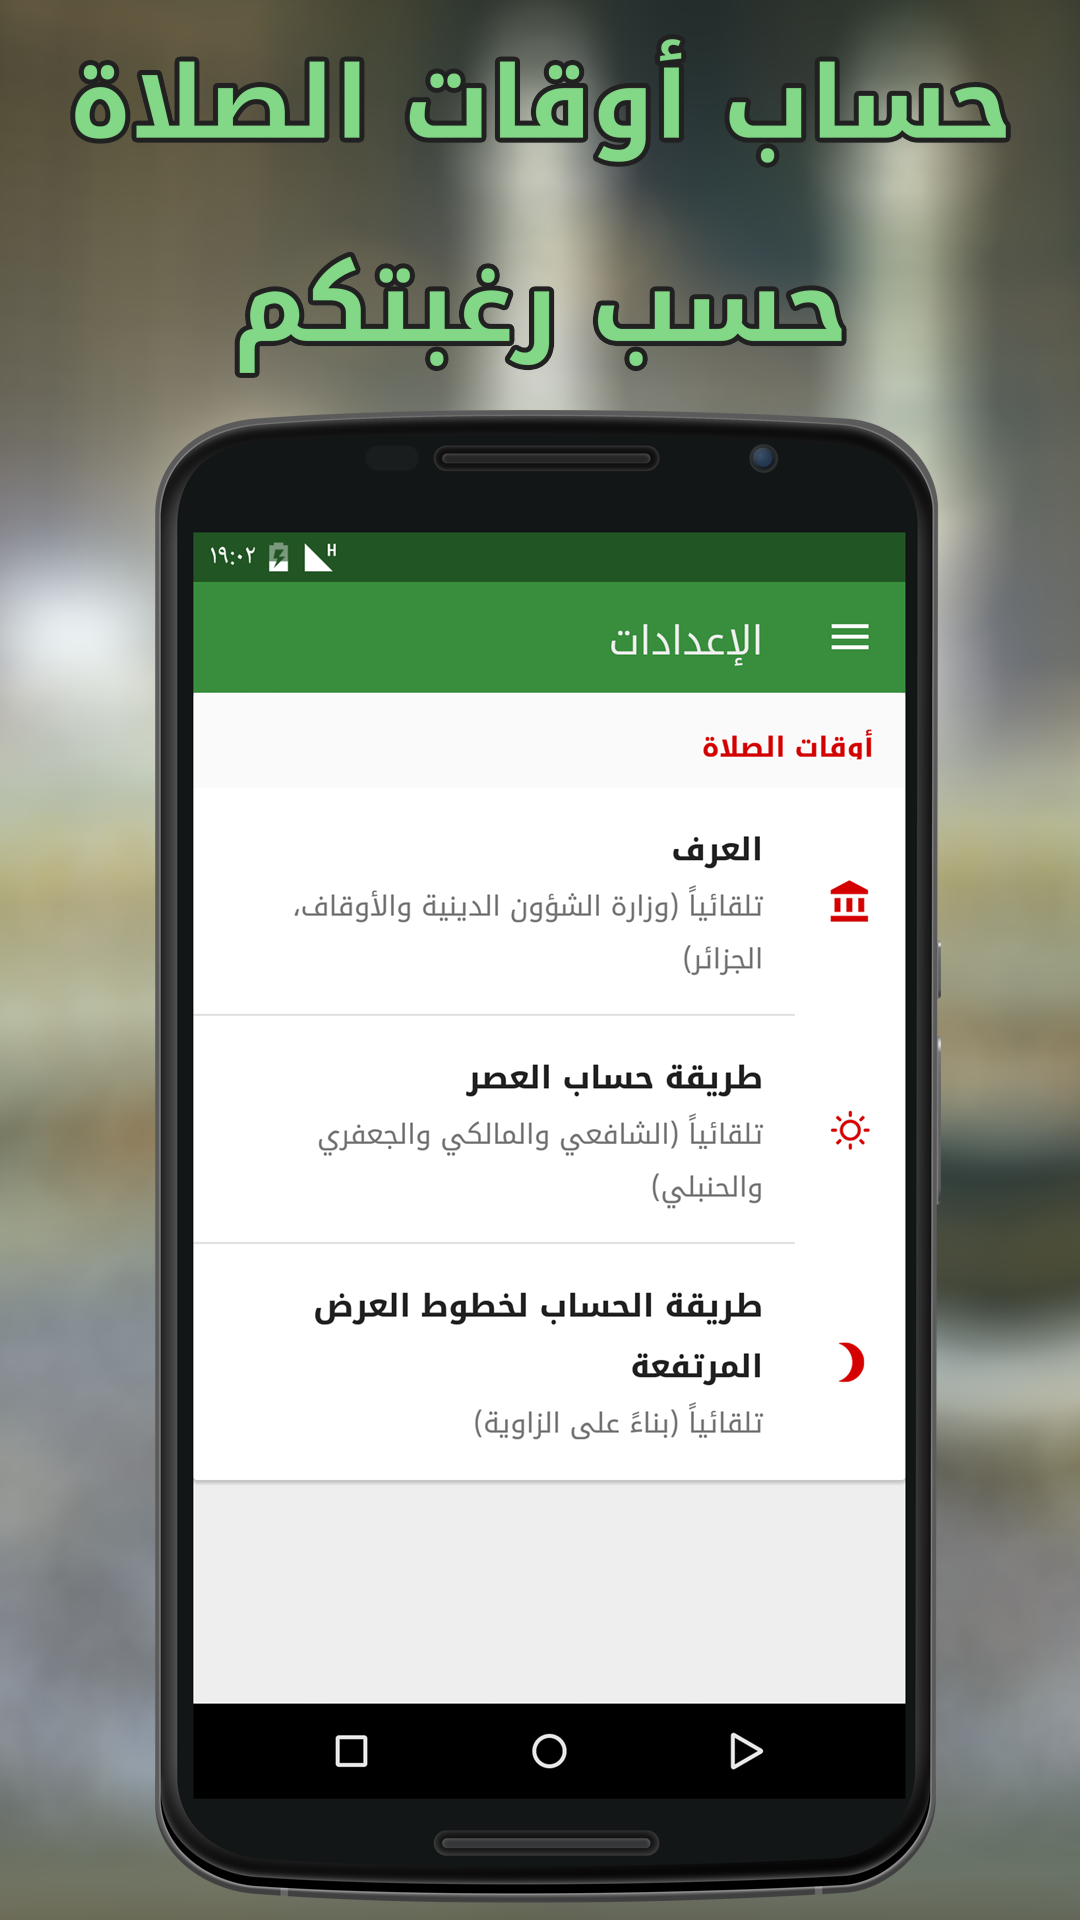 حساب أوقات الصلاة
حسب رغبتكم
١٩:٠٢
H
الإعدادات
أوقات الصلاة
العرف
تلقائياً (وزارة الشؤون الدينية والأوقاف،
الجزائر)
طريقة حساب العصر
تلقائياً (الشافعي والمالكي والجعفري
والحنبلي)
طريقة الحساب لخطوط العرض
المرتفعة
تلقائياً (بناءً على الزاوية)